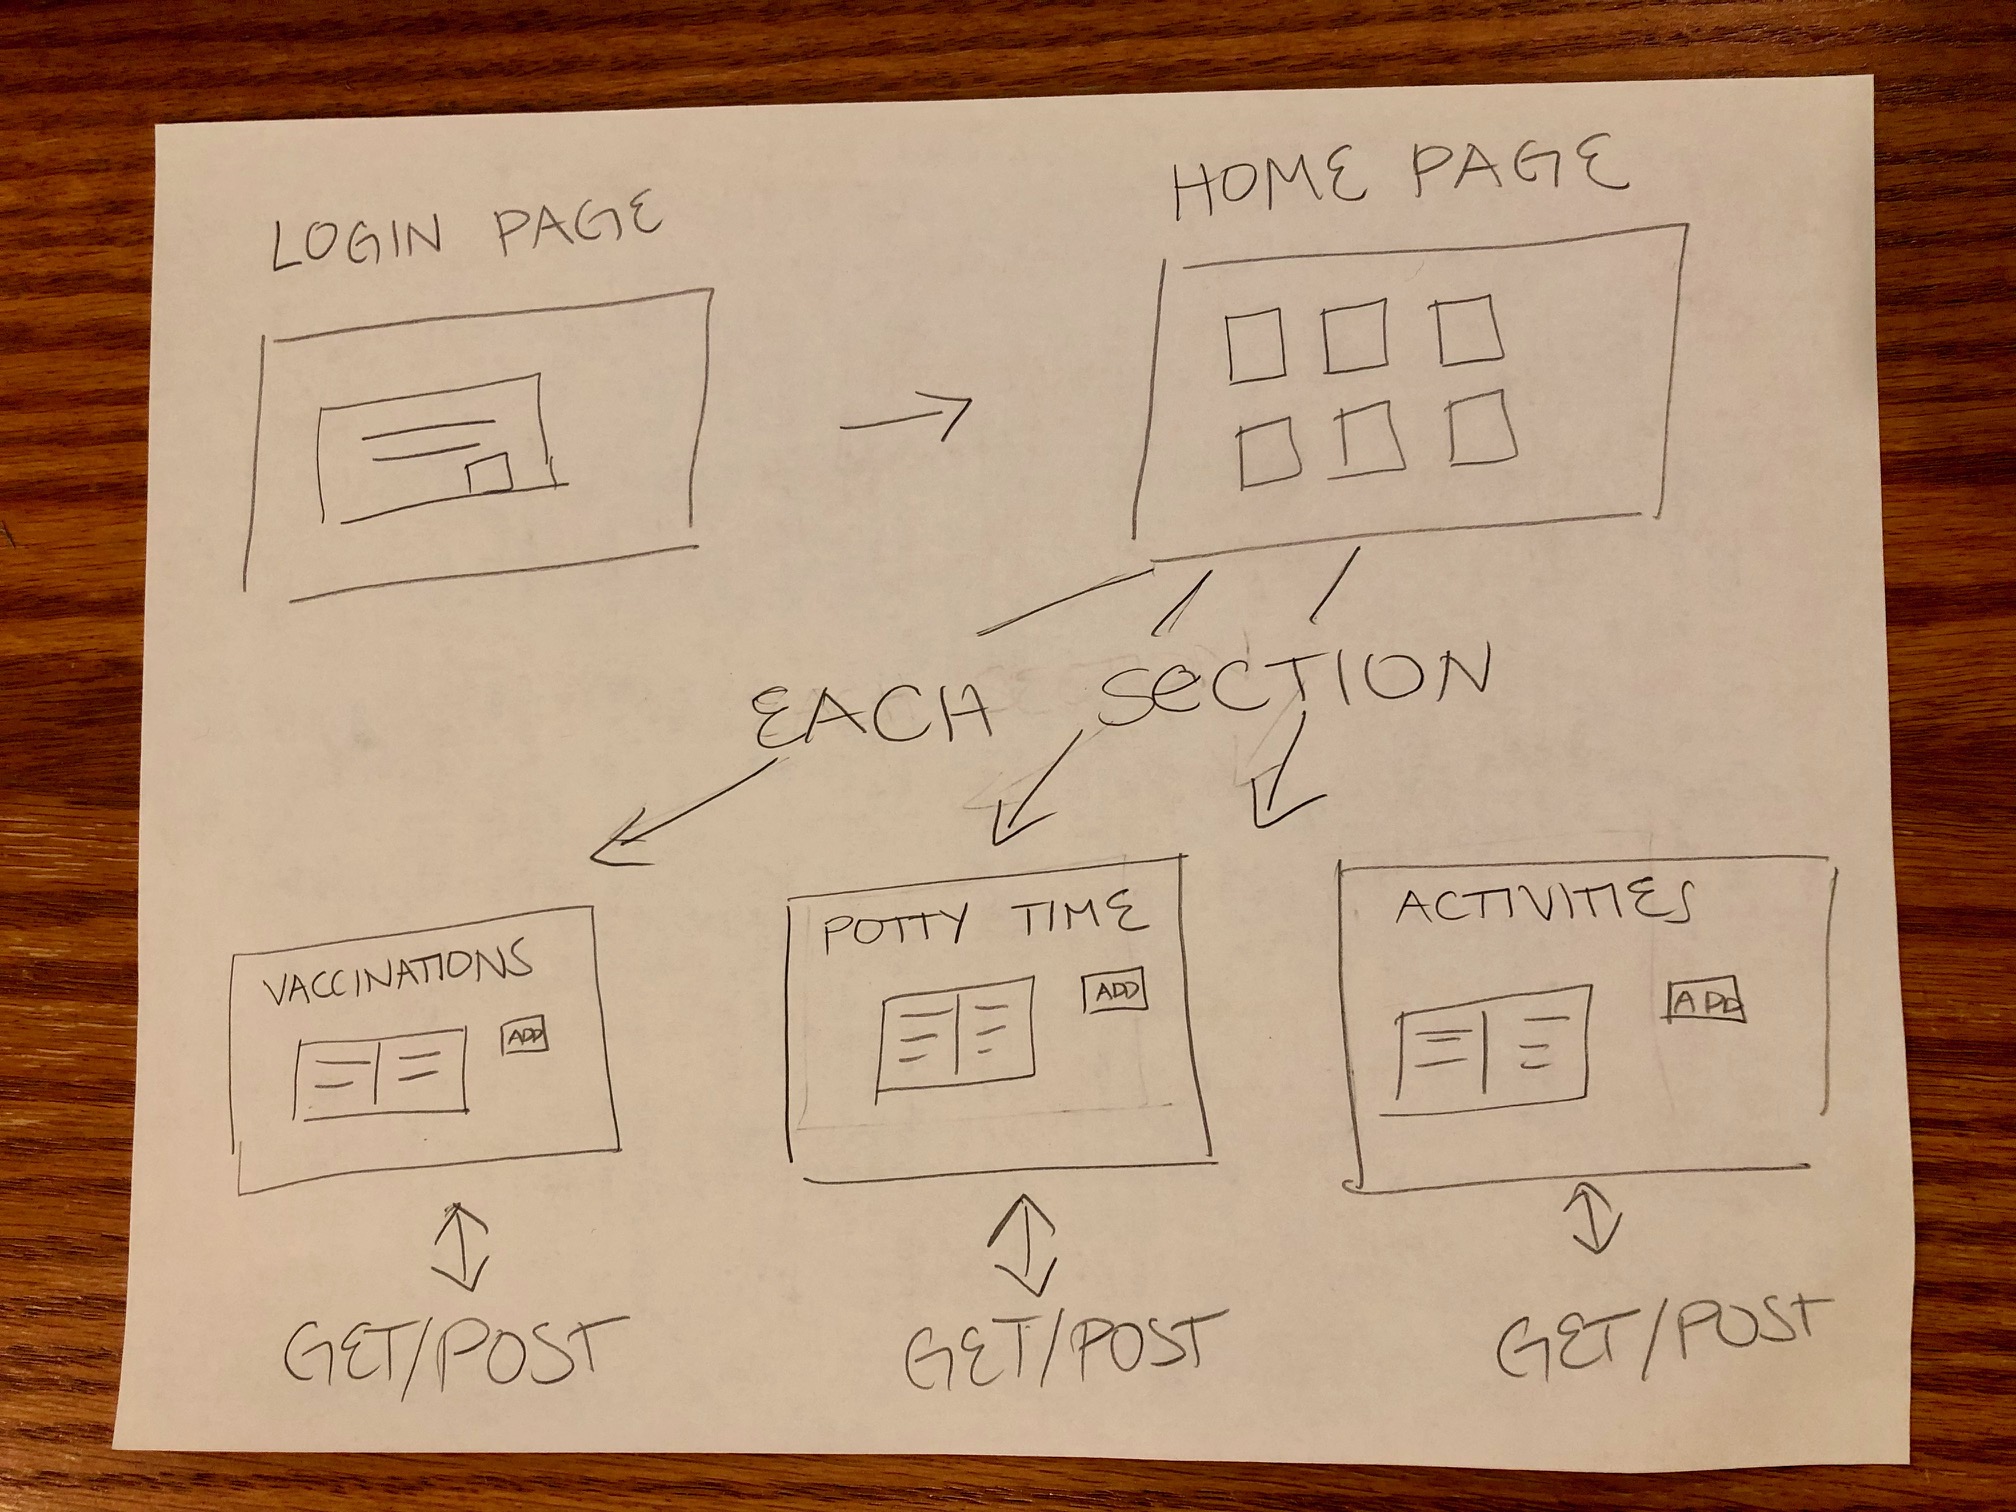 LOGIN PAGE
HOME PAGE
EACH SECTION
VACCINATIONS
ADD
POTTY TIME
ADD
ACTIVITIES
ADD
GET/POST
GET/POST
GET/POST